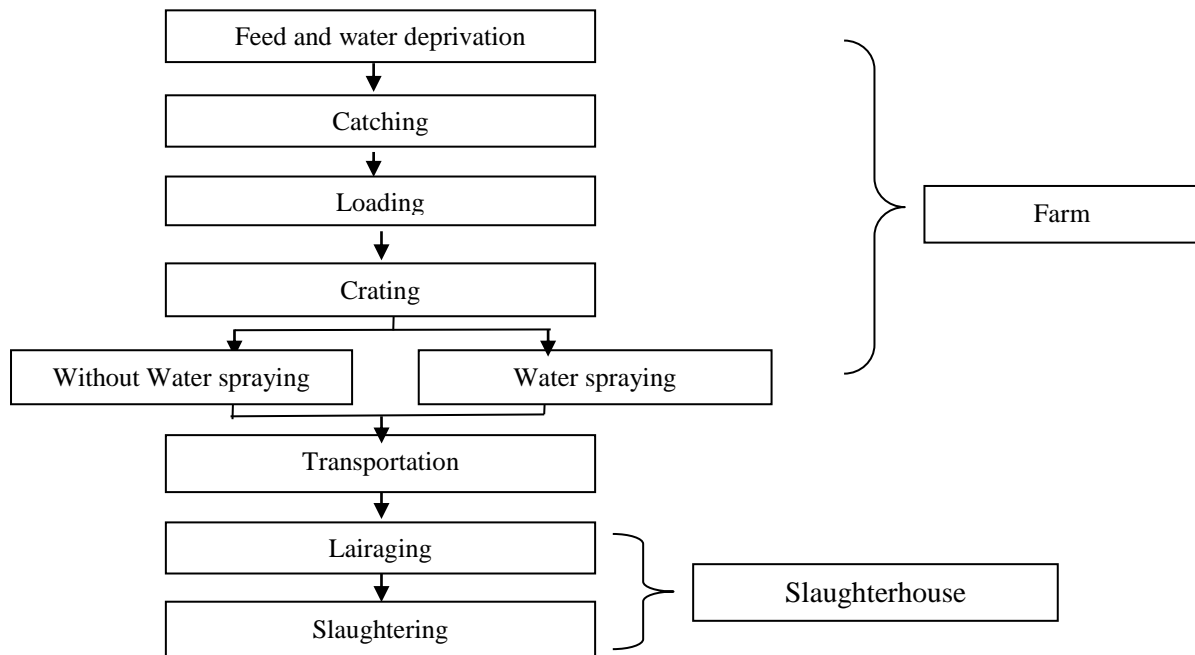 Feed and water deprivation
Catching
Loading
Farm
Crating
Without Water spraying
Water spraying
Transportation
Lairaging
Slaughterhouse
Slaughtering